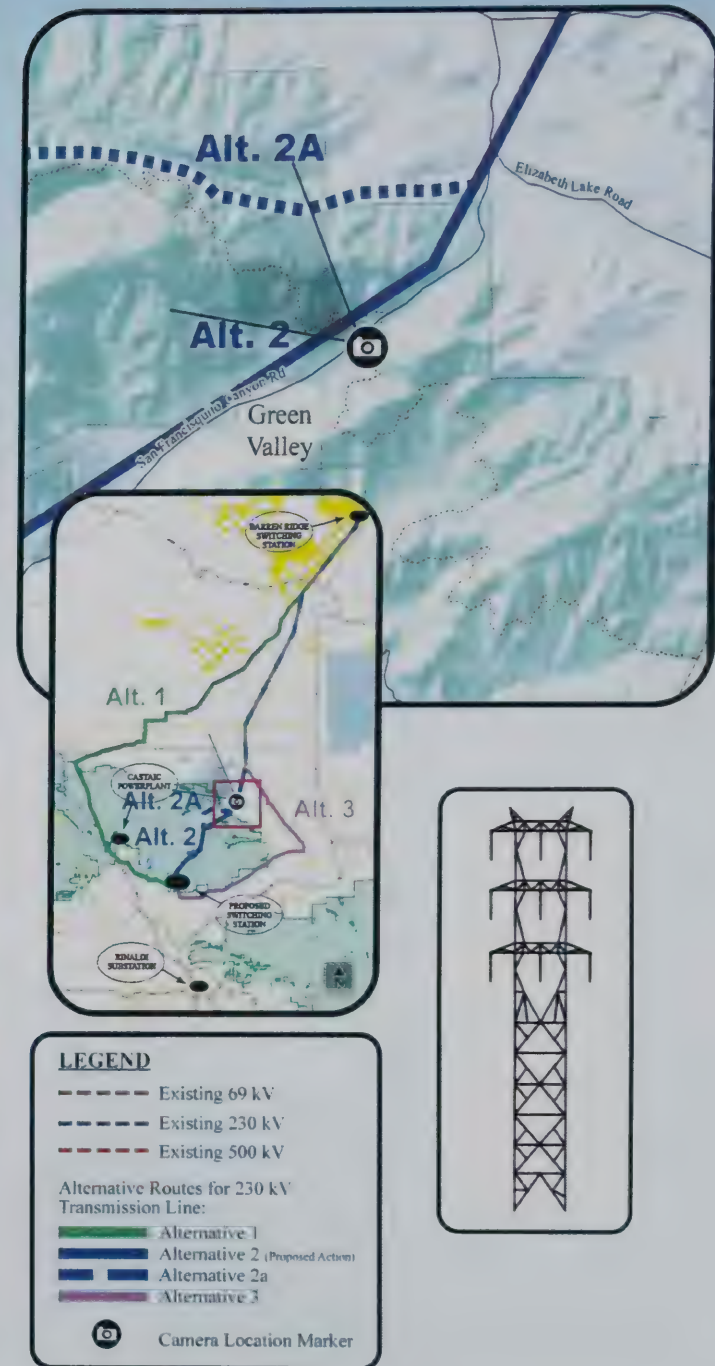 Alt. 2A
Elizabeth Lake Road
Alt. 2
San Francisquito Canyon Rd
Green
Valley
BARREN RIDGE
SWITCHING
STATION
Alt. 1
CASTAIC
POWERPLANT
Alt. 2A
Alt. 3
Alt. 2
PROPOSED
SWITCHING
STATION
RINALDI
SUBSTATION
N
LEGEND
Existing 69 kV
Existing 230 kV
Existing 500 kV
Alternative Routes for 230 kV
Transmission Line:
Alternative 1
Alternative 2 (Proposed Action)
Alternative 2a
Alternative 3
Camera Location Marker